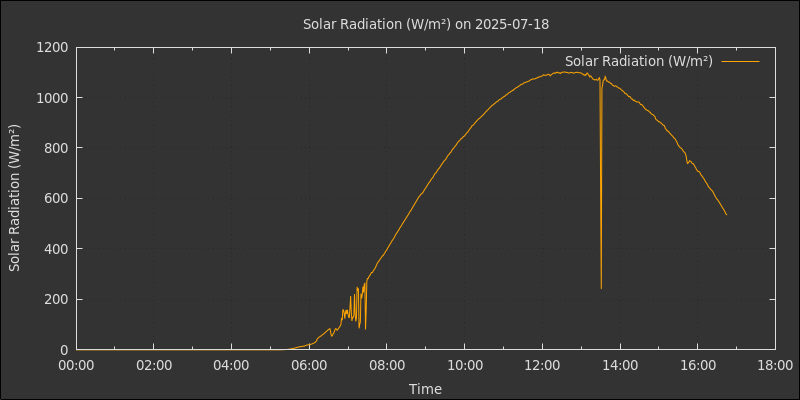 Solar Radiation (W/m²) on 2025-07-18
Solar Radiation (W/m²)
Solar Radiation (W/m²)
1200
1000
800
600
400
200
0
00:00 02:00 04:00 06:00 08:00 10:00 12:00 14:00 16:00 18:00
Time